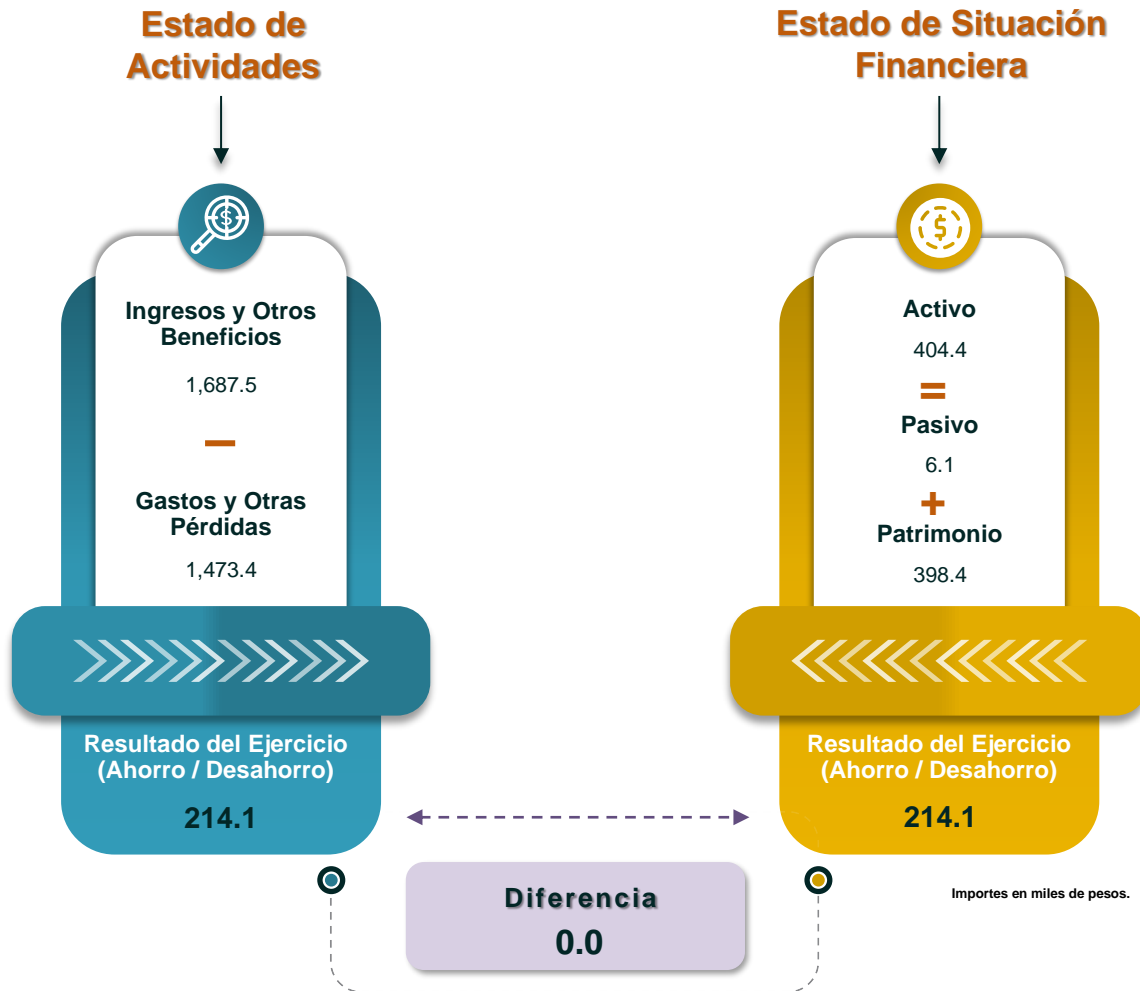 Estado de
Actividades
Ingresos y Otros
Beneficios
1,687.5
–
Gastos y Otras
Pérdidas
1,473.4
Resultado del Ejercicio
(Ahorro / Desahorro)
214.1
Estado de Situación
Financiera
Activo
404.4
=
Pasivo
6.1
+
Patrimonio
398.4
Resultado del Ejercicio
(Ahorro / Desahorro)
214.1
Diferencia
0.0
Importes en miles de pesos.